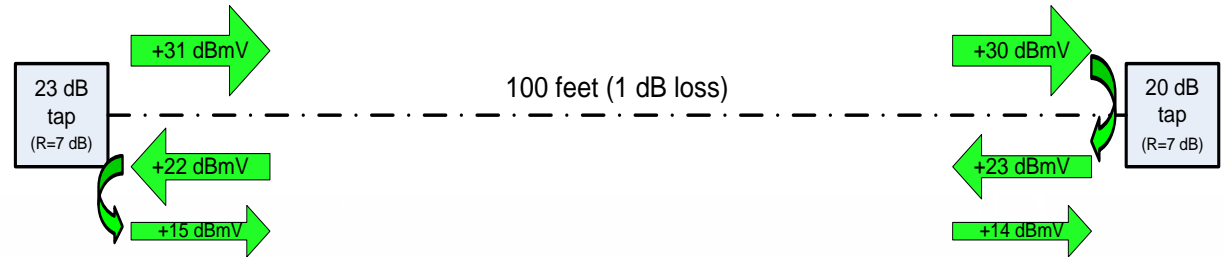 +31 dBmV
+30 dBmV
23 dB
tap
(R=7 dB)
100 feet (1 dB loss)
20 dB
tap
(R=7 dB)
+22 dBmV
+23 dBmV
+15 dBmV
+14 dBmV